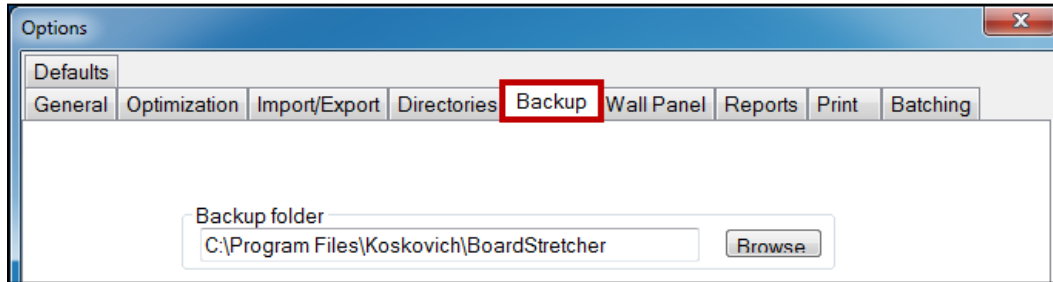 Options
Defaults
General Optimization Import/Export Directories Backup Wall Panel Reports Print Batching
Backup folder
C:\Program Files\Koskovich\BoardStretcher Browse